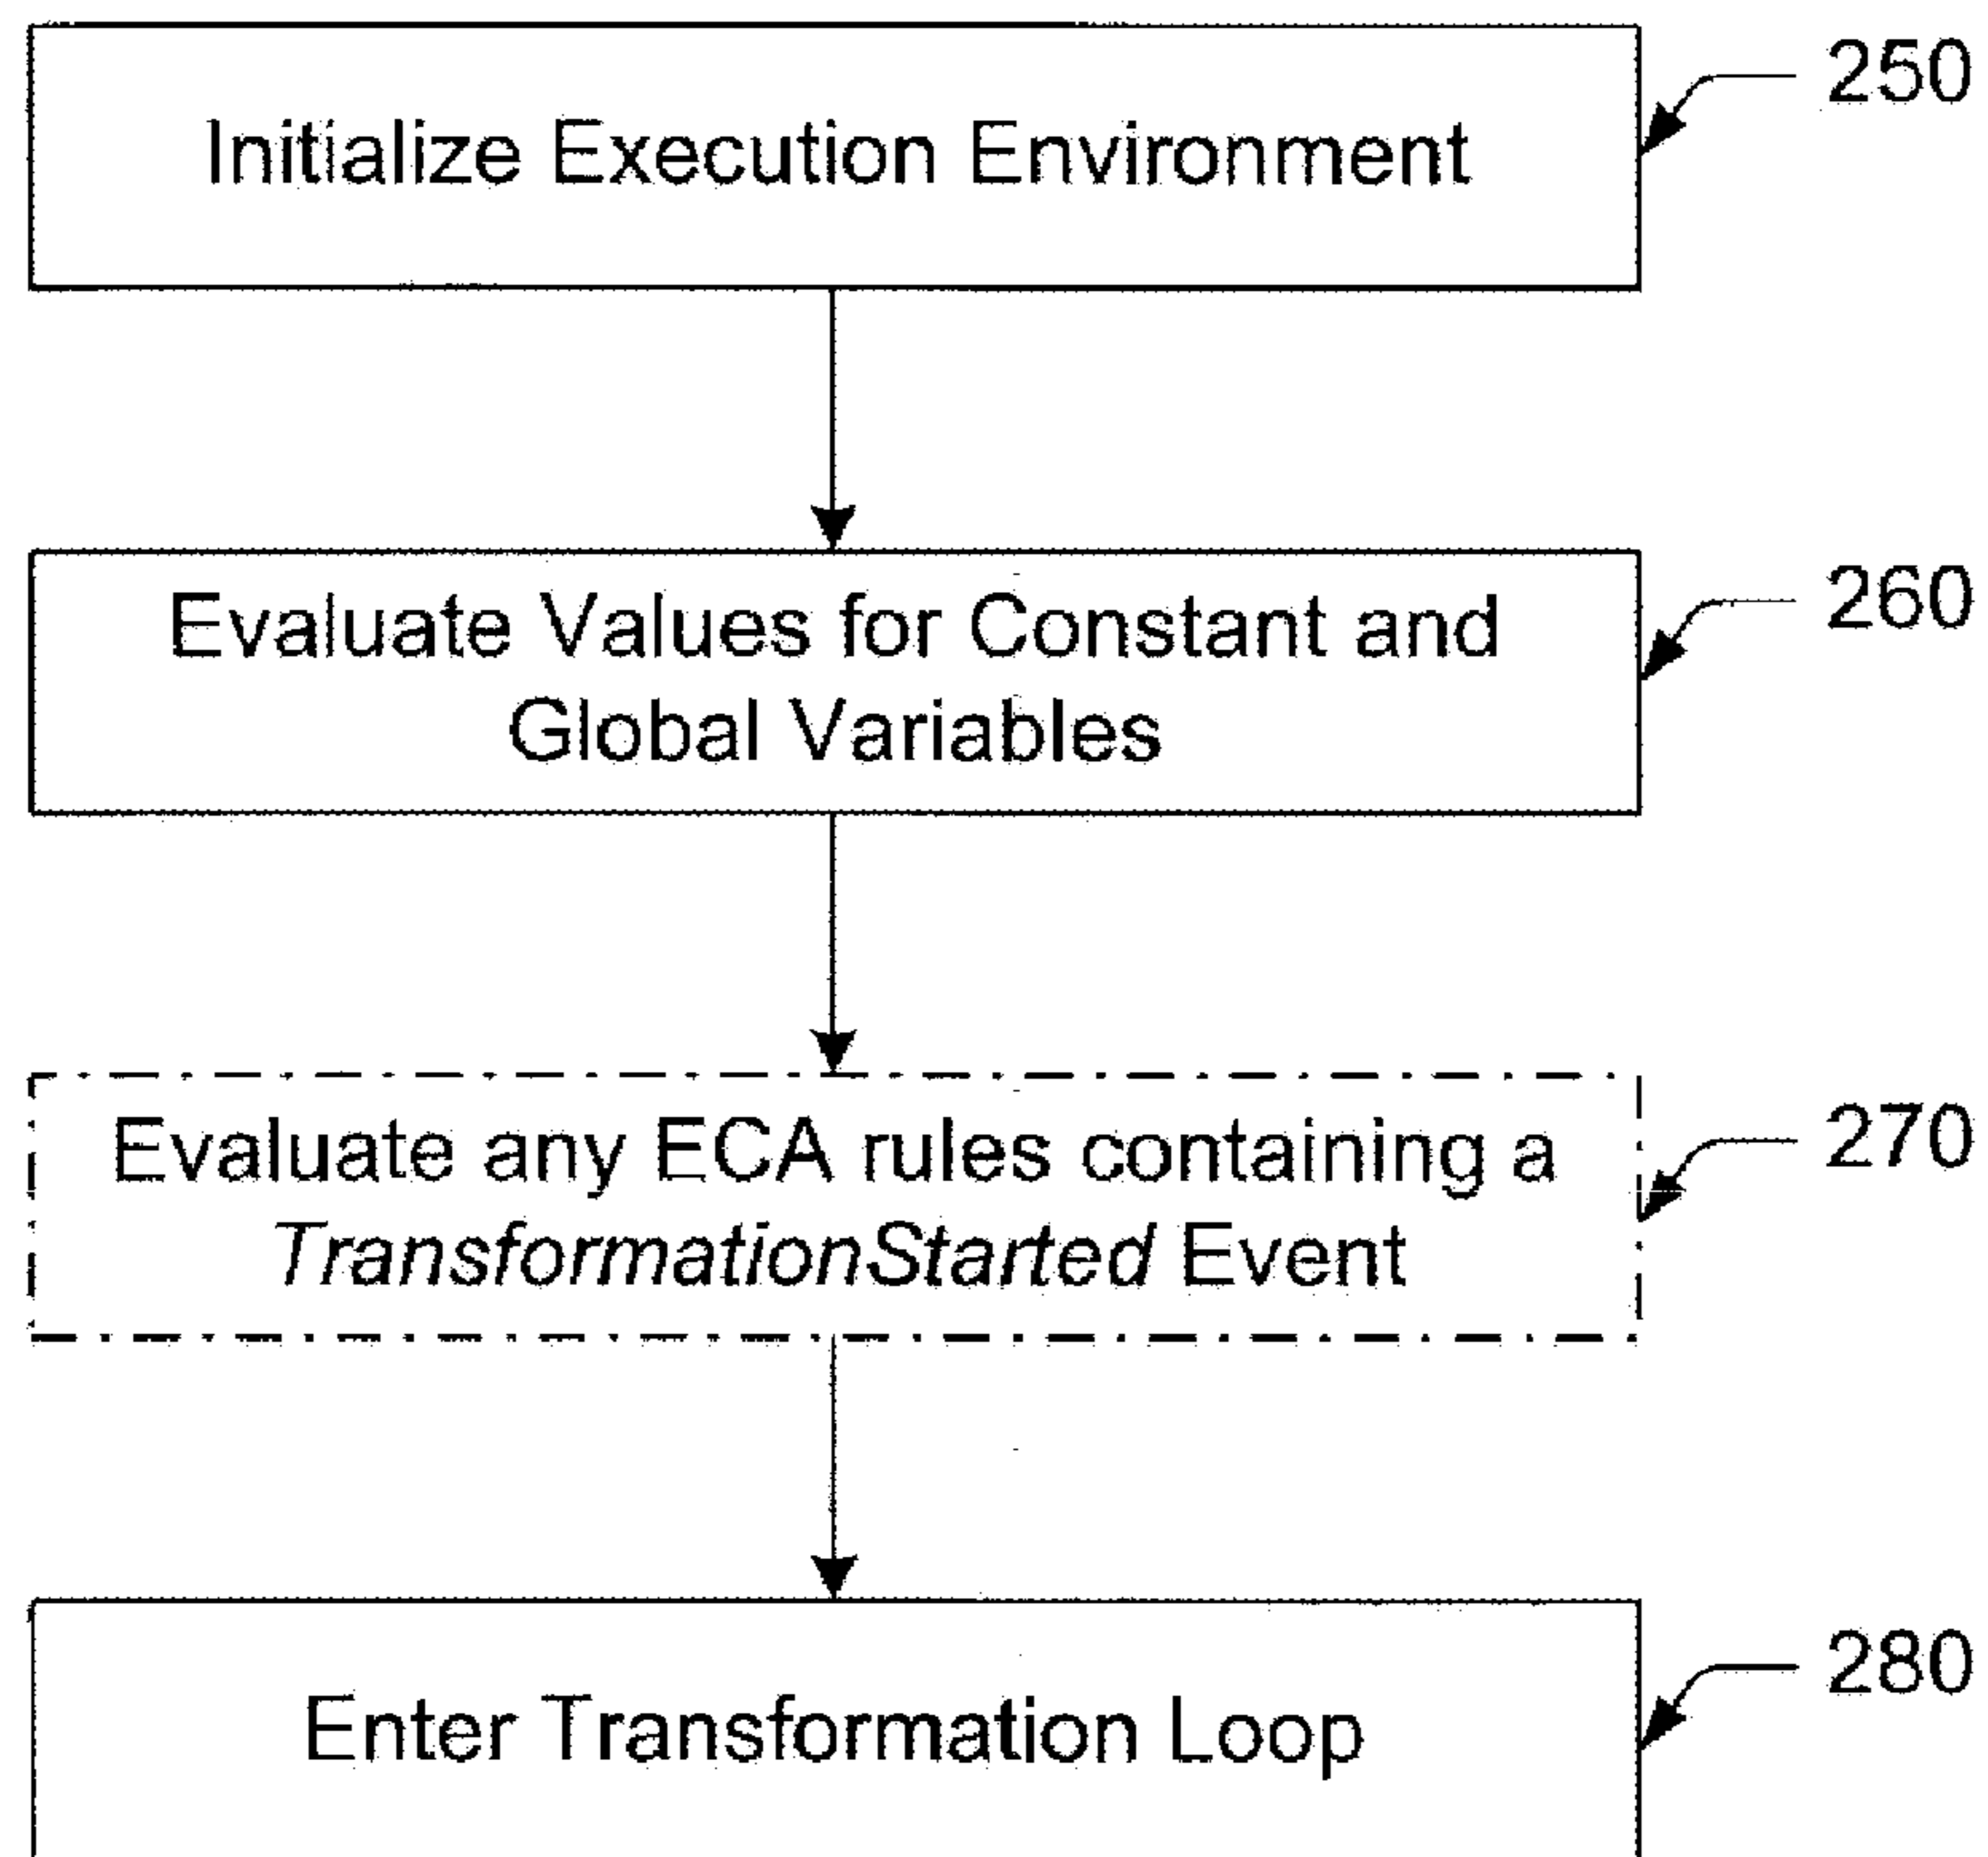 Initialize Execution Environment
250
Evaluate Values for Constant and
Global Variables
260
Evaluate any ECA rules containing a
TransformationStarted Event
270
Enter Transformation Loop
280